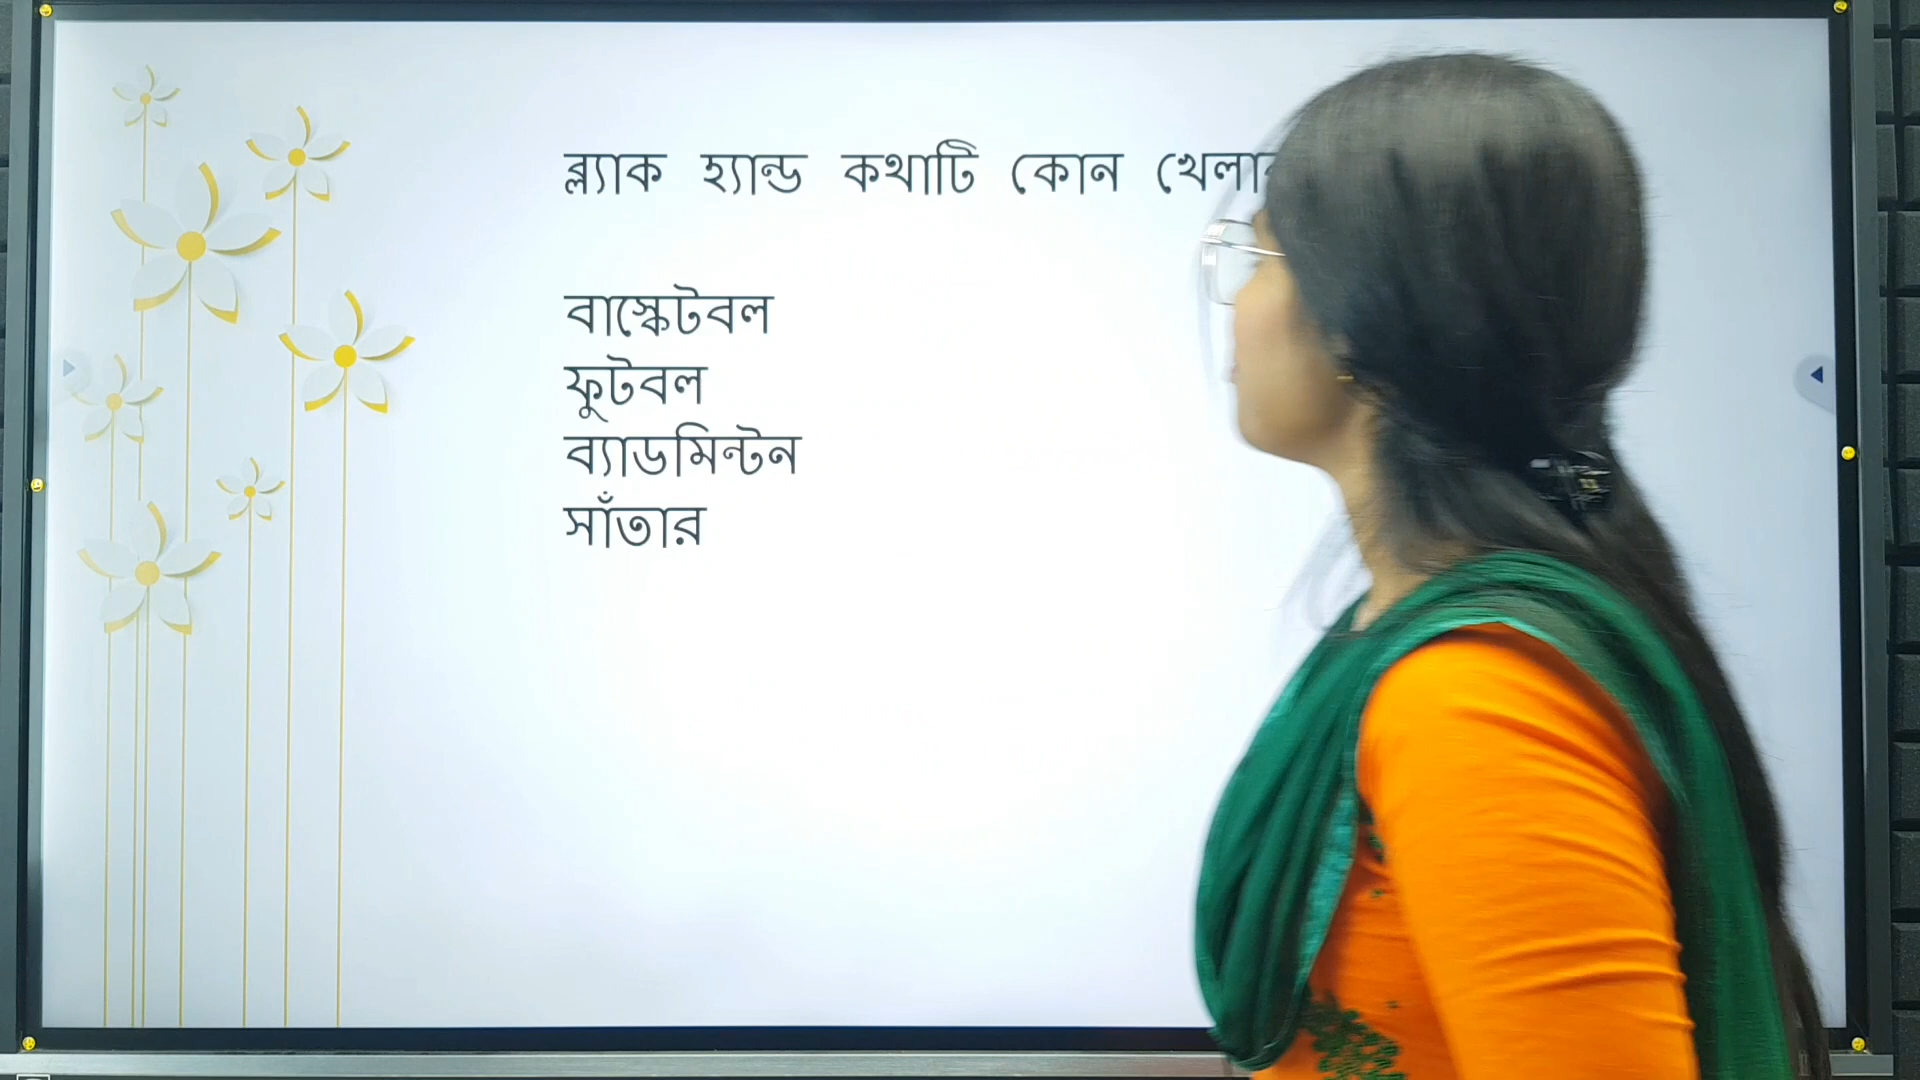 ব্ল্যাক হ্যান্ড কথাটি কোন
বাস্কেটবল
ফুটবল
ব্যাডমিন্টন
সাঁতার